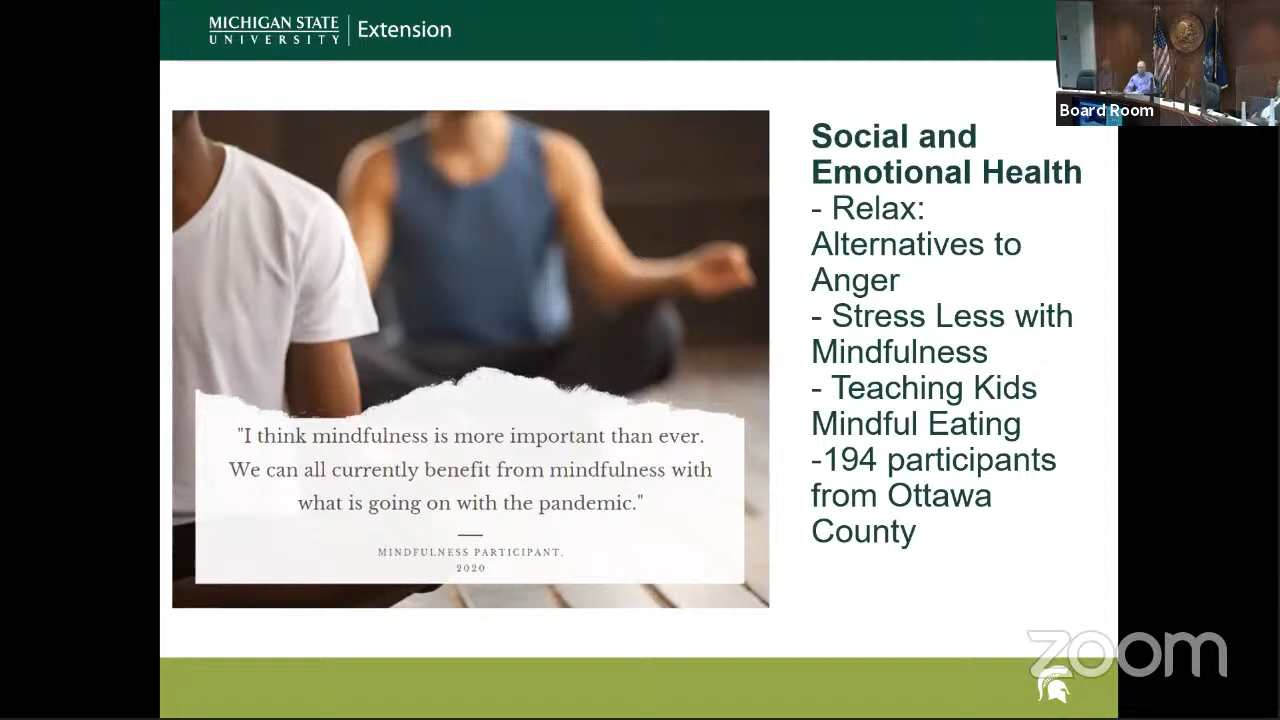 MICHIGAN STATE
UNIVERSITY
Extension
Board Room
Social and
Emotional Health
- Relax:
Alternatives to
Anger
- Stress Less with
Mindfulness
- Teaching Kids
Mindful Eating
-194 participants
from Ottawa
County
"I think mindfulness is more important than ever.
We can all currently benefit from mindfulness with
what is going on with the pandemic."
MINDFULNESS PARTICIPANT,
2020
zoom